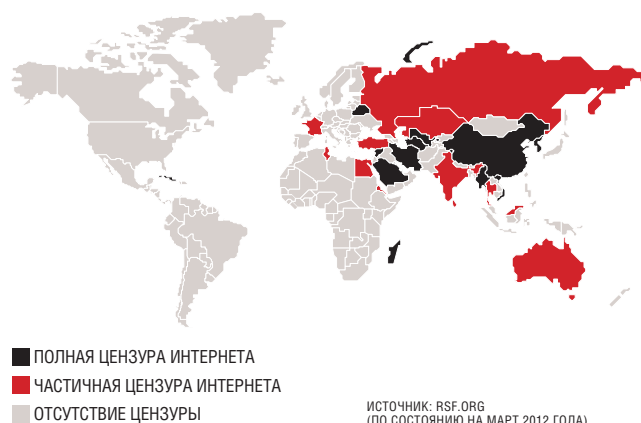 ПОЛНАЯ ЦЕНЗУРА ИНТЕРНЕТА
ЧАСТИЧНАЯ ЦЕНЗУРА ИНТЕРНЕТА
ОТСУТСТВИЕ ЦЕНЗУРЫ
ИСТОЧНИК: RSF.ORG
(ПО СОСТОЯНИЮ НА МАРТ 2012 ГОДА)